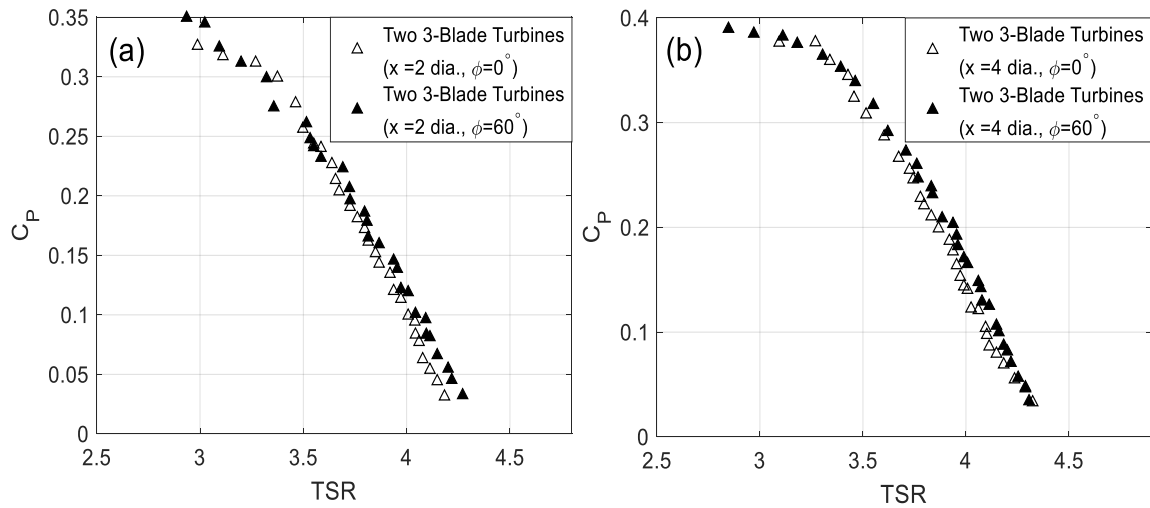 (a)
Two 3-Blade Turbines
(x =2 dia., ϕ=0°)
Two 3-Blade Turbines
(x =2 dia., ϕ=60°)
0.35
0.3
0.25
0.2
0.15
0.1
0.05
0
C_P
2.5 3 3.5 4 4.5
TSR
(b)
Two 3-Blade Turbines
(x =4 dia., ϕ=0°)
Two 3-Blade Turbines
(x =4 dia., ϕ=60°)
0.4
0.3
0.2
0.1
0
C_P
2.5 3 3.5 4 4.5
TSR